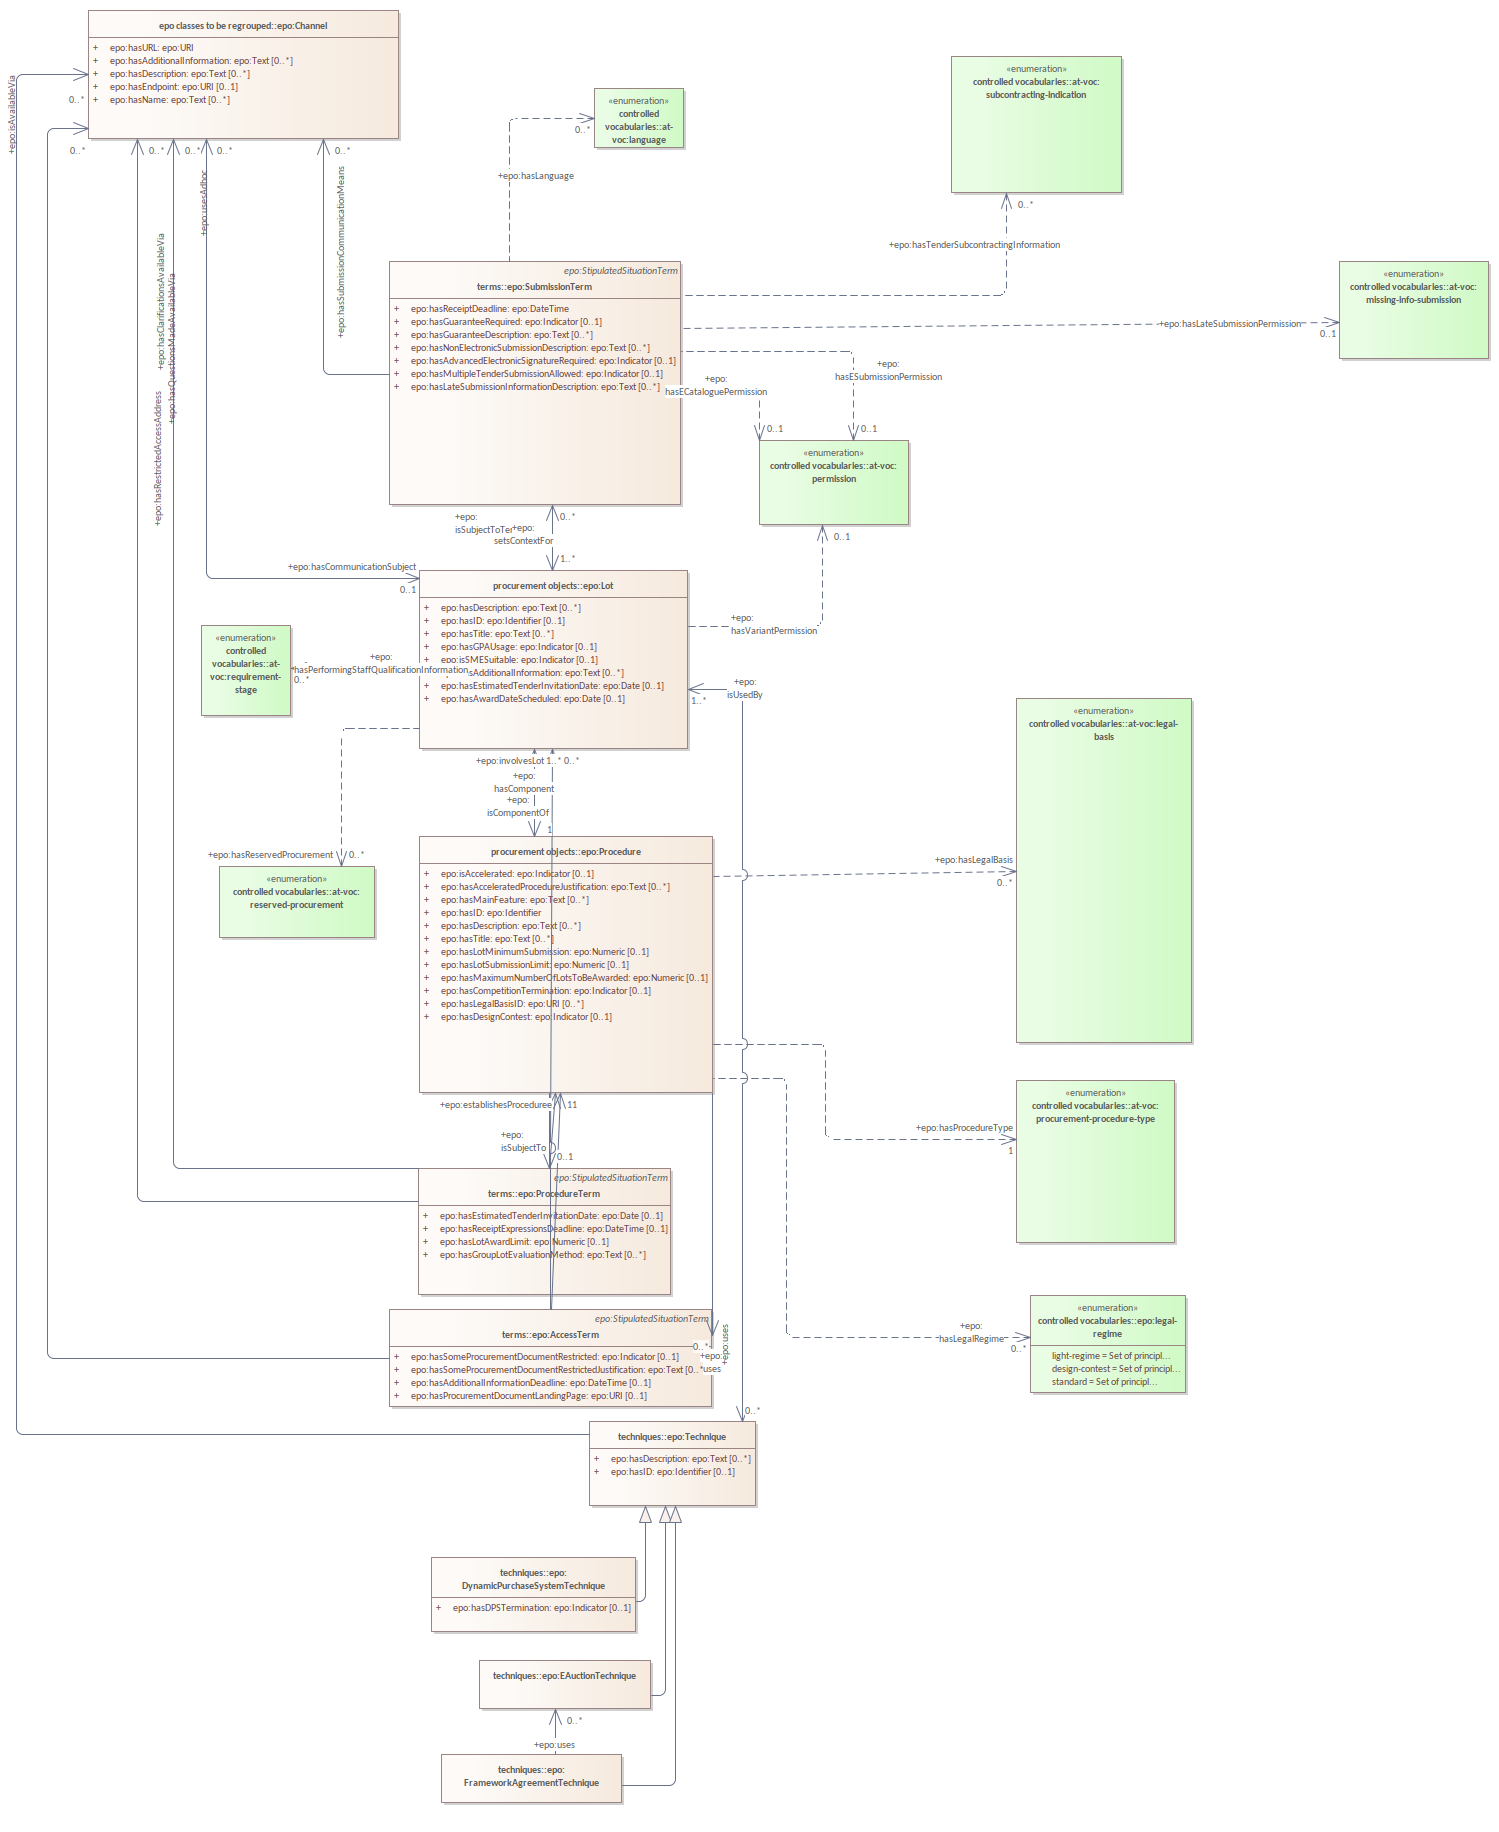 epo classes to be regrouped::epo:Channel
+ epo:hasURL: epo:URI
+ epo:hasAdditionalInformation: epo:Text [0..*]
+ epo:hasDescription: epo:Text [0..*]
+ epo:hasEndpoint: epo:URI [0..1]
+ epo:hasName: epo:Text [0..*]
+epo:isAvailableVia
0..*
0..*
0..*
0..*
0..*
0..*
+epo:usesAdhoc
+epo:hasSubmissionCommunicationMeans
+epo:hasClarificationsAvailableVia
+epo:hasQuestionsMadeAvailableVia
+epo:hasRestrictedAccessAddress
«enumeration»
controlled
vocabularies::at-
voc:language
0..*
+epo:hasLanguage
«enumeration»
controlled vocabularies::at-voc:
subcontracting-indication
0..*
+epo:hasTenderSubcontractingInformation
«enumeration»
controlled vocabularies::at-voc:
missing-info-submission
+epo:hasLateSubmissionPermission
0..1
epo:StipulatedSituationTerm
terms::epo:SubmissionTerm
+ epo:hasReceiptDeadline: epo:DateTime
+ epo:hasGuaranteeRequired: epo:Indicator [0..1]
+ epo:hasGuaranteeDescription: epo:Text [0..*]
+ epo:hasNonElectronicSubmissionDescription: epo:Text [0..*]
+ epo:hasAdvancedElectronicSignatureRequired: epo:Indicator [0..1]
+ epo:hasMultipleTenderSubmissionAllowed: epo:Indicator [0..1]
+ epo:hasLateSubmissionInformationDescription: epo:Text [0..*]
+epo:
hasECataloguePermission
+epo:
hasESubmissionPermission
0..1
0..1
«enumeration»
controlled vocabularies::at-voc:
permission
0..1
+epo:
isSubjectToTer
+epo:
setsContextFor
0..*
1..*
+epo:hasCommunicationSubject
0..1
procurement objects::epo:Lot
+ epo:hasDescription: epo:Text [0..*]
+ epo:hasID: epo:Identifier [0..1]
+ epo:hasTitle: epo:Text [0..*]
+ epo:hasGPAUsage: epo:Indicator [0..1]
epo:isSMESuitable: epo:Indicator [0..1]
sAdditionalInformation: epo:Text [0..*]
+ epo:hasEstimatedTenderInvitationDate: epo:Date [0..1]
+ epo:hasAwardDateScheduled: epo:Date [0..1]
+epo:
hasVariantPermission
«enumeration»
controlled
vocabularies::at-
voc:requirement-
stage
+epo:
hasPerformingStaffQualificationInformation
0..*
+epo:
isUsedBy
1..*
+epo:involvesLot 1..* 0..*
+epo:
hasComponent
+epo:
isComponentOf
1
+epo:hasReservedProcurement 0..*
«enumeration»
controlled vocabularies::at-voc:
reserved-procurement
«enumeration»
controlled vocabularies::at-voc:legal-
basis
+epo:hasLegalBasis
0..*
procurement objects::epo:Procedure
+ epo:isAccelerated: epo:Indicator [0..1]
+ epo:hasAcceleratedProcedureJustification: epo:Text [0..*]
+ epo:hasMainFeature: epo:Text [0..*]
+ epo:hasID: epo:Identifier
+ epo:hasDescription: epo:Text [0..*]
+ epo:hasTitle: epo:Text [0..*]
+ epo:hasLotMinimumSubmission: epo:Numeric [0..1]
+ epo:hasLotSubmissionLimit: epo:Numeric [0..1]
+ epo:hasMaximumNumberOfLotsToBeAwarded: epo:Numeric [0..1]
+ epo:hasCompetitionTermination: epo:Indicator [0..1]
+ epo:hasLegalBasisID: epo:URI [0..*]
+ epo:hasDesignContest: epo:Indicator [0..1]
«enumeration»
controlled vocabularies::at-voc:
procurement-procedure-type
+epo:hasProcedureType
1
+epo:establishesProceduree 11
+epo:
isSubjectTo
0..1
epo:StipulatedSituationTerm
terms::epo:ProcedureTerm
+ epo:hasEstimatedTenderInvitationDate: epo:Date [0..1]
+ epo:hasReceiptExpressionsDeadline: epo:DateTime [0..1]
+ epo:hasLotAwardLimit: epo:Numeric [0..1]
+ epo:hasGroupLotEvaluationMethod: epo:Text [0..*]
«enumeration»
controlled vocabularies::epo:legal-
regime
light-regime = Set of principl...
design-contest = Set of principl...
standard = Set of principl...
+epo:
hasLegalRegime
0..*
epo:StipulatedSituationTerm
terms::epo:AccessTerm
+ epo:hasSomeProcurementDocumentRestricted: epo:Indicator [0..1]
+ epo:hasSomeProcurementDocumentRestrictedJustification: epo:Text [0..*
+ epo:hasAdditionalInformationDeadline: epo:DateTime [0..1]
+ epo:hasProcurementDocumentLandingPage: epo:URI [0..1]
0..*
+epo:
uses
+epo:uses
0..*
techniques::epo:Technique
+ epo:hasDescription: epo:Text [0..*]
+ epo:hasID: epo:Identifier [0..1]
techniques::epo:
DynamicPurchaseSystemTechnique
+ epo:hasDPSTermination: epo:Indicator [0..1]
techniques::epo:EAuctionTechnique
0..*
+epo:uses
techniques::epo:
FrameworkAgreementTechnique